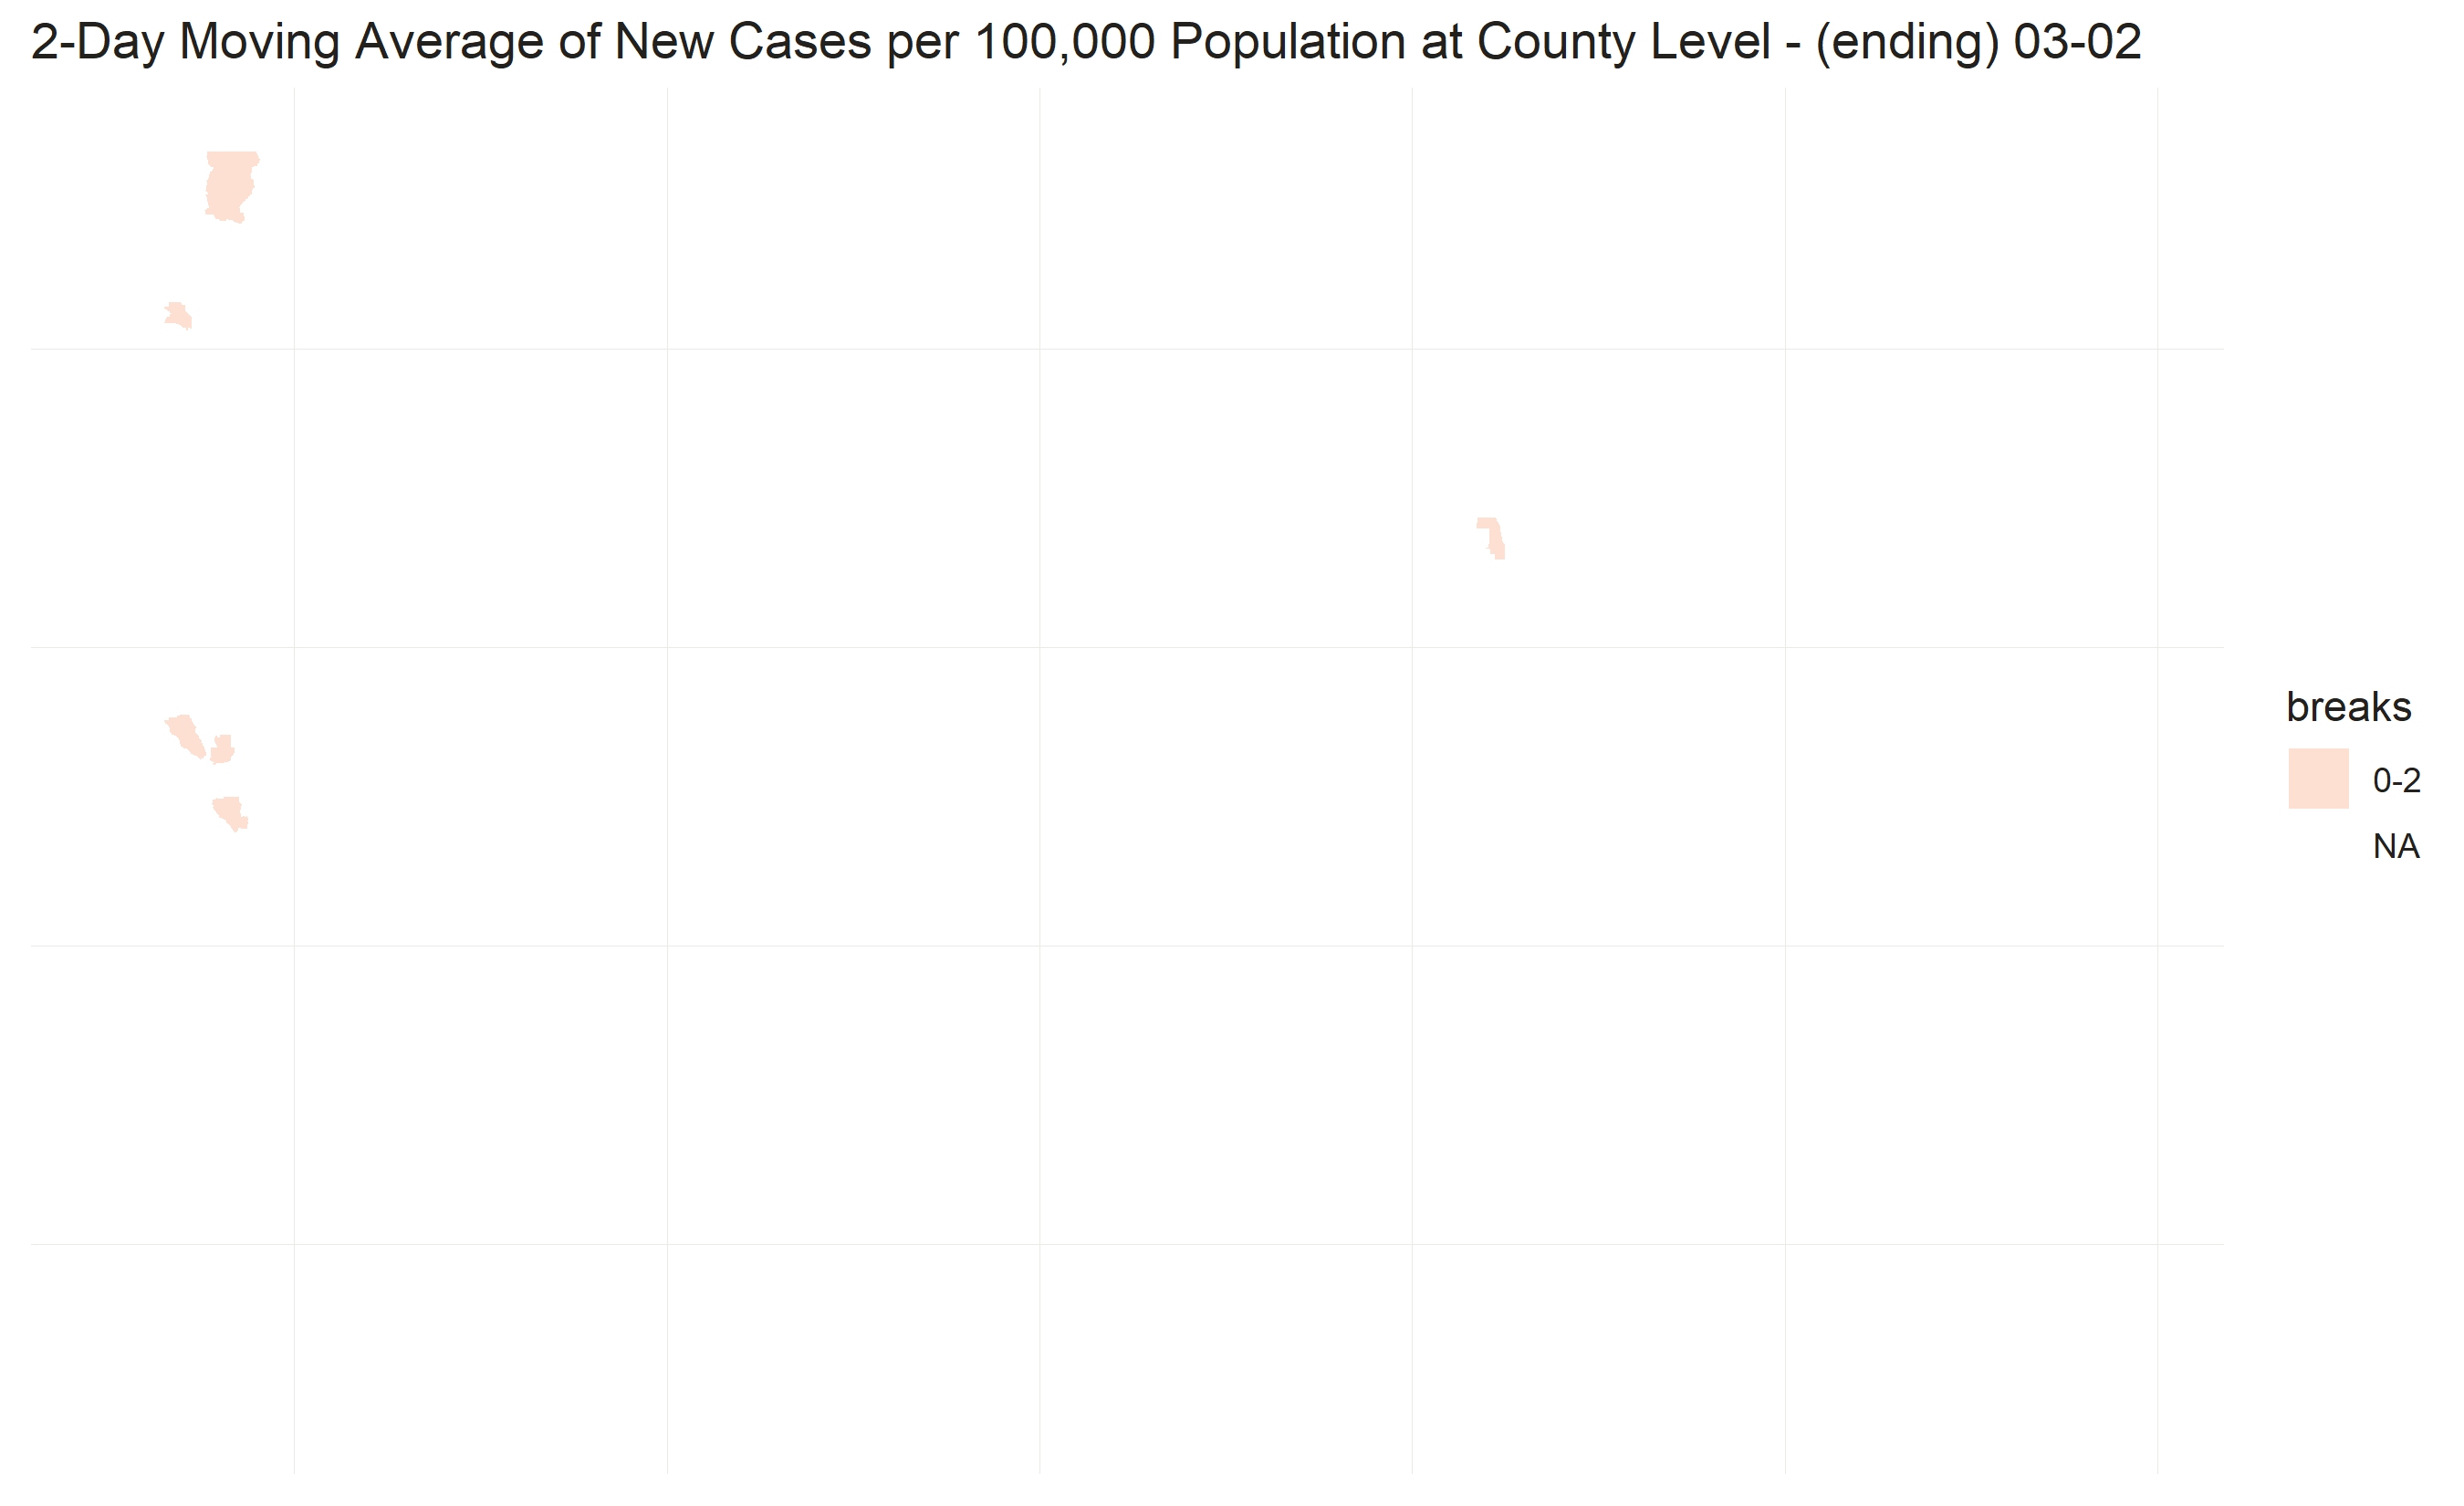 2-Day Moving Average of New Cases per 100,000 Population at County Level - (ending) 03-02
breaks
0-2
NA